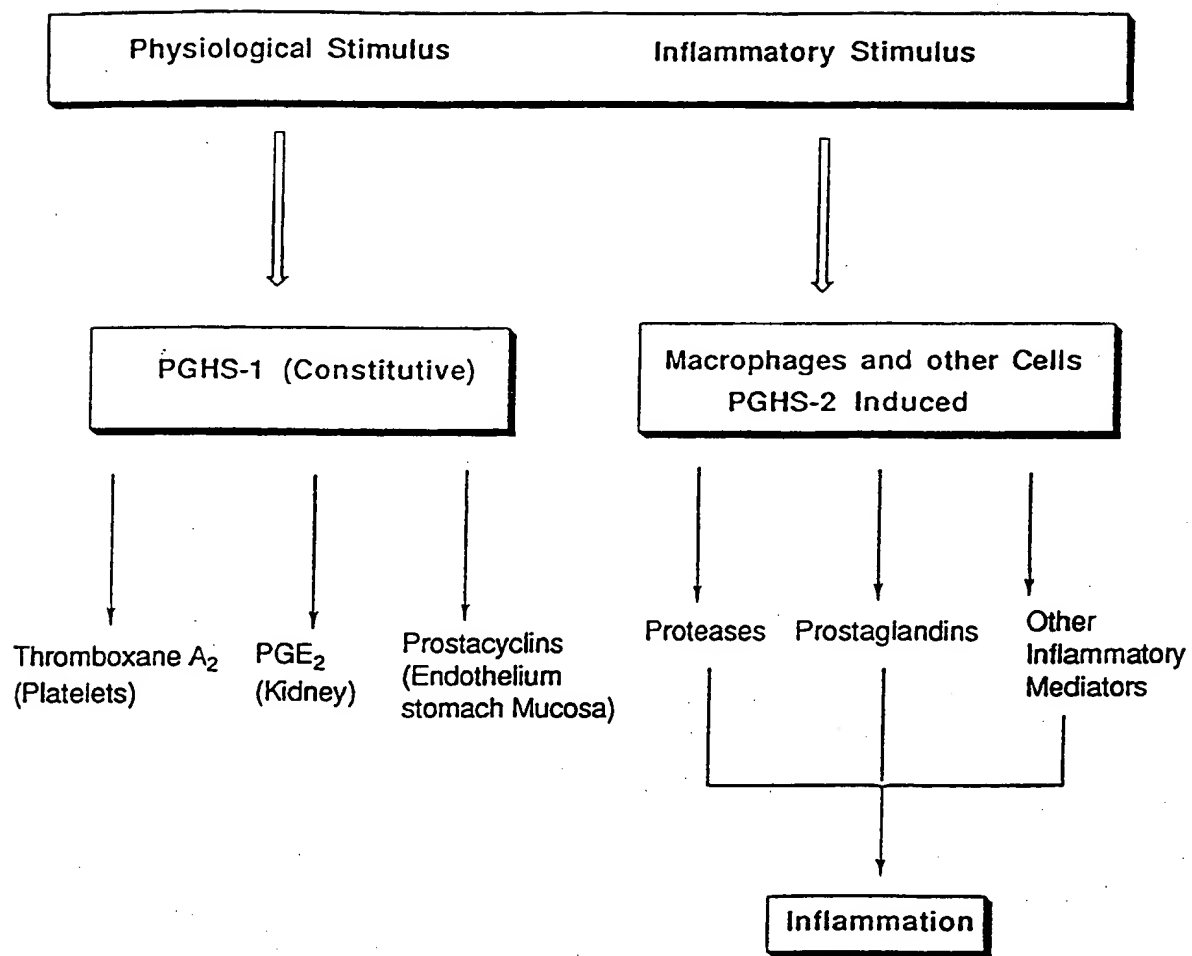 Physiological Stimulus
Inflammatory Stimulus
PGHS-1 (Constitutive)
Macrophages and other Cells
PGHS-2 Induced
Thromboxane A₂
(Platelets)
PGE₂
(Kidney)
Prostacyclins
(Endothelium
stomach Mucosa)
Proteases
Prostaglandins
Other
Inflammatory
Mediators
Inflammation